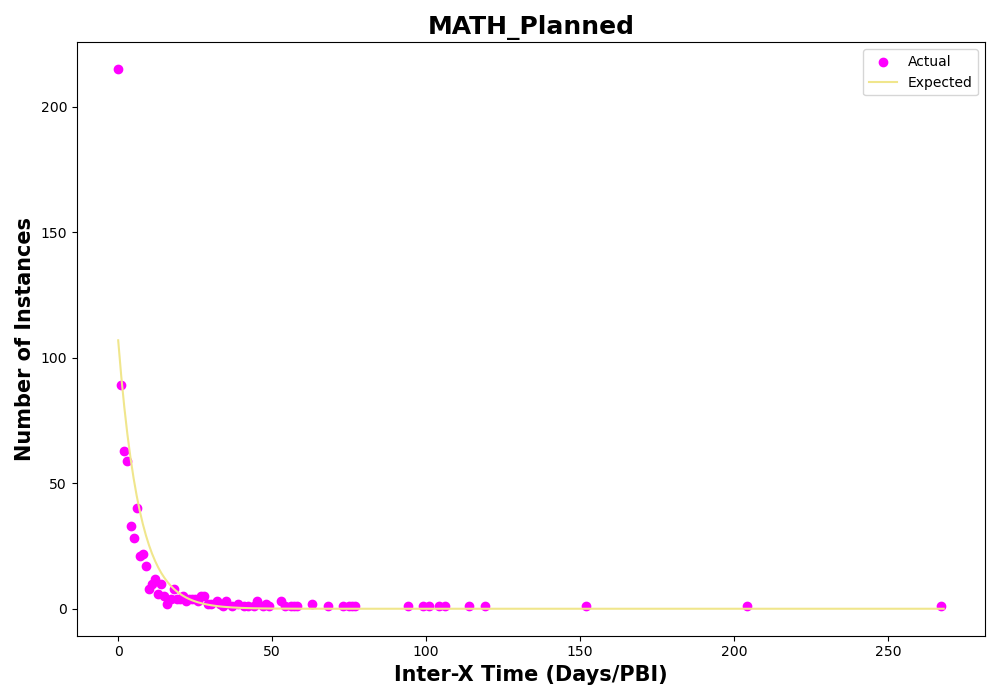 MATH_Planned
Actual
Expected
Number of Instances
200
150
100
50
0
0 50 100 150 200 250
Inter-X Time (Days/PBI)